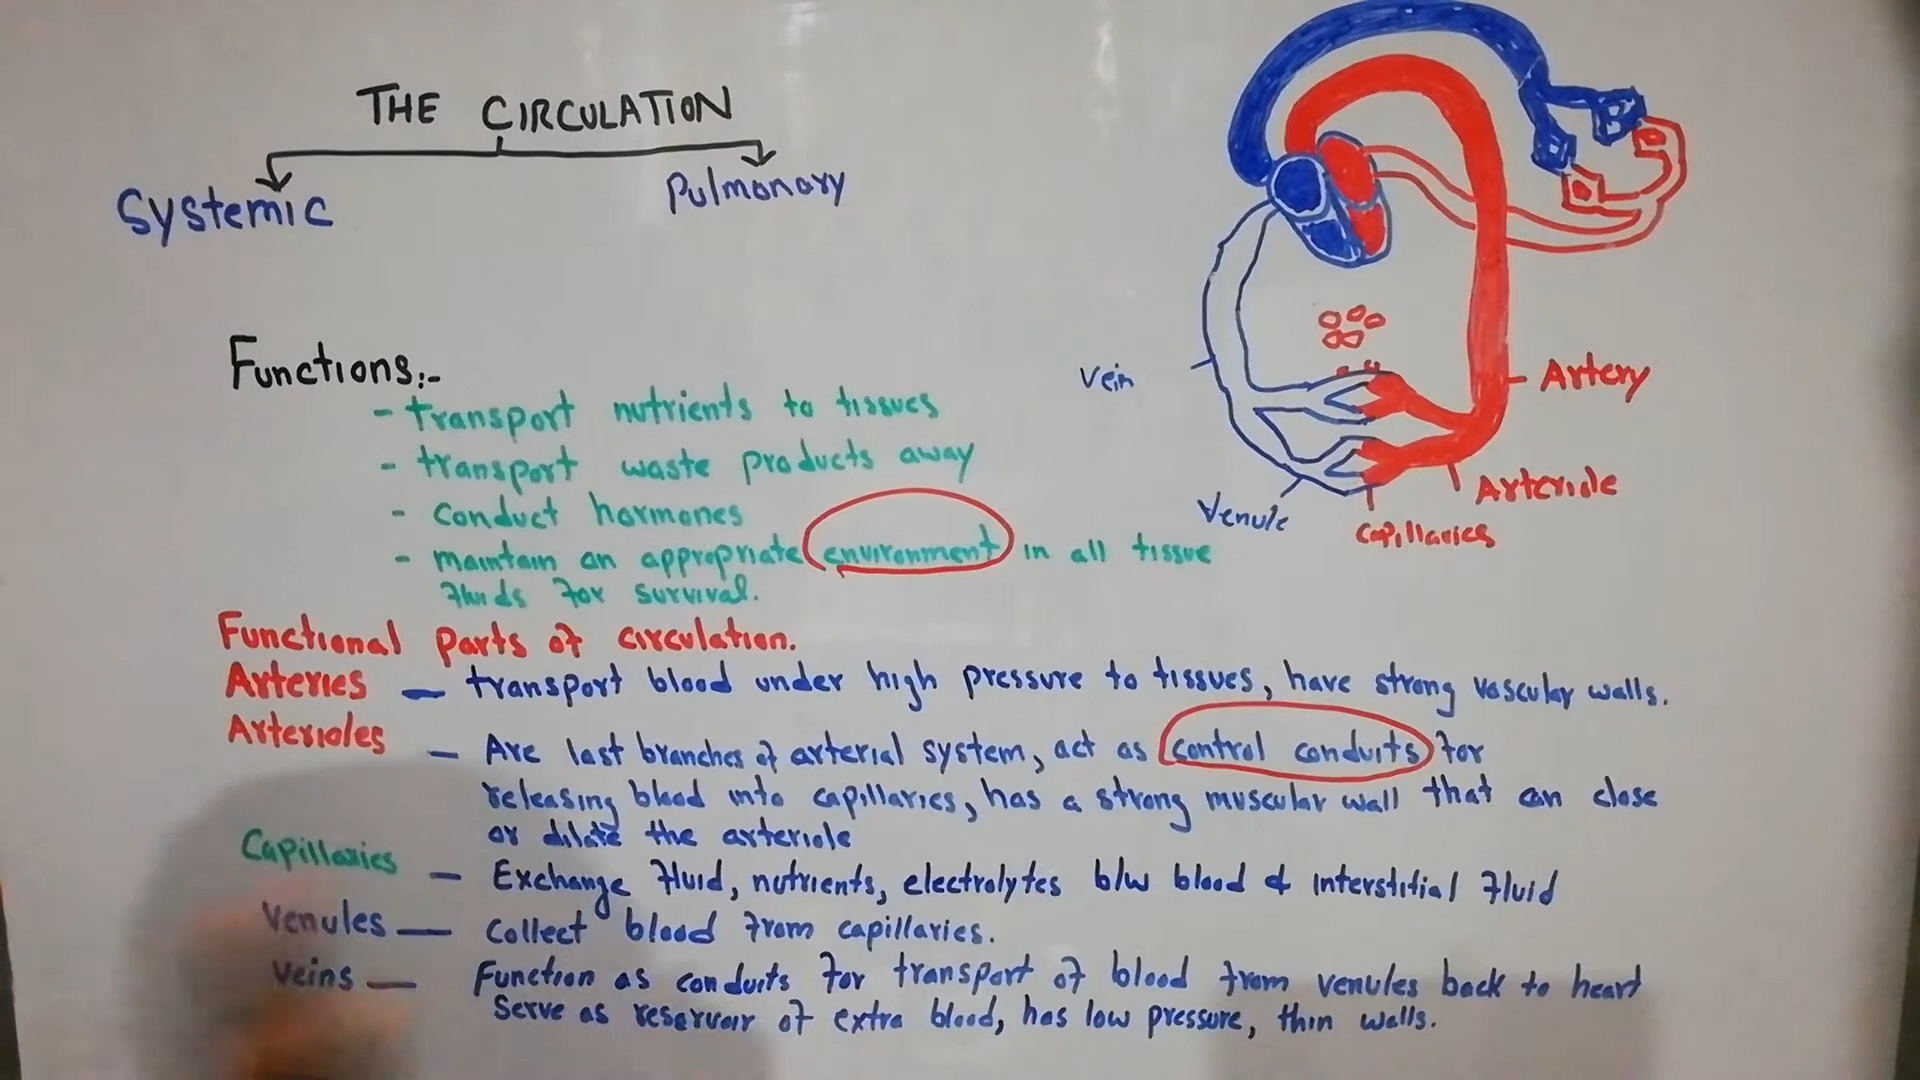 THE CIRCULATION
Systemic
Pulmonary
Functions:-
- transport nutrients to tissues
- transport waste products away
- conduct hormones
- maintain an appropriate environment in all tissue
fluids for survival.
Vein
Artery
Venule
Arteriole
Capillaries
Functional parts of circulation.
Arteries — transport blood under high pressure to tissues, have strong vascular walls.
Arterioles — Are last branches of arterial system, act as control conduits for
releasing blood into capillaries, has a strong muscular wall that can close
or dilate the arteriole
Capillaries — Exchange fluid, nutrients, electrolytes b/w blood & interstitial fluid
Venules — Collect blood from capillaries.
Veins — Function as conduits for transport of blood from venules back to heart
Serve as reservoir of extra blood, has low pressure, thin walls.